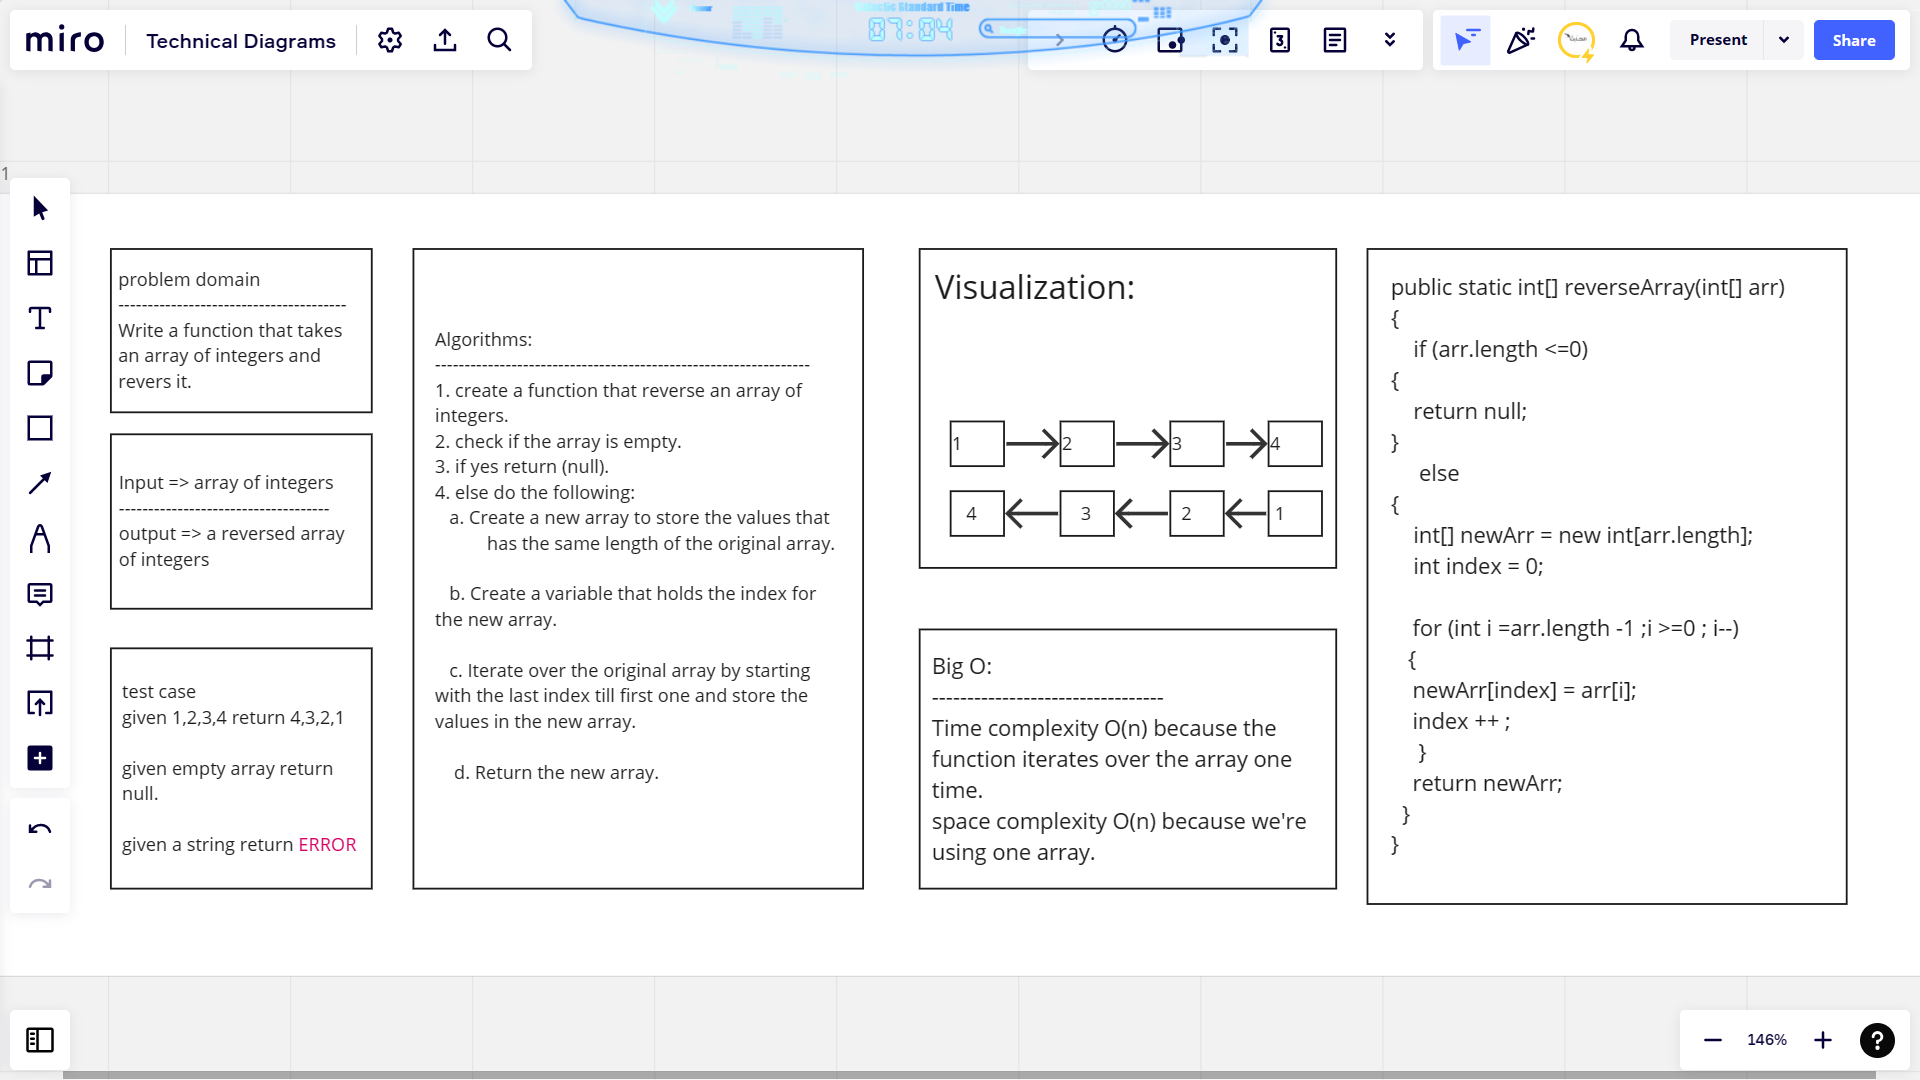 miro
Technical Diagrams
Galactic Standard Time
07:04
Present
Share
1
problem domain
---------------------------------------
Write a function that takes
an array of integers and
revers it.
Input => array of integers
------------------------------------
output => a reversed array
of integers
test case
given 1,2,3,4 return 4,3,2,1
given empty array return
null.
given a string return ERROR
Algorithms:
----------------------------------------------------------------
1. create a function that reverse an array of
integers.
2. check if the array is empty.
3. if yes return (null).
4. else do the following:
a. Create a new array to store the values that
has the same length of the original array.
b. Create a variable that holds the index for
the new array.
c. Iterate over the original array by starting
with the last index till first one and store the
values in the new array.
d. Return the new array.
Visualization:
1 2 3 4
4 3 2 1
Big O:
---------------------------------
Time complexity O(n) because the
function iterates over the array one
time.
space complexity O(n) because we're
using one array.
public static int[] reverseArray(int[] arr)
{
if (arr.length <=0)
{
return null;
}
else
{
int[] newArr = new int[arr.length];
int index = 0;
for (int i =arr.length -1 ;i >=0 ; i--)
{
newArr[index] = arr[i];
index ++ ;
}
return newArr;
}
}
146%
?